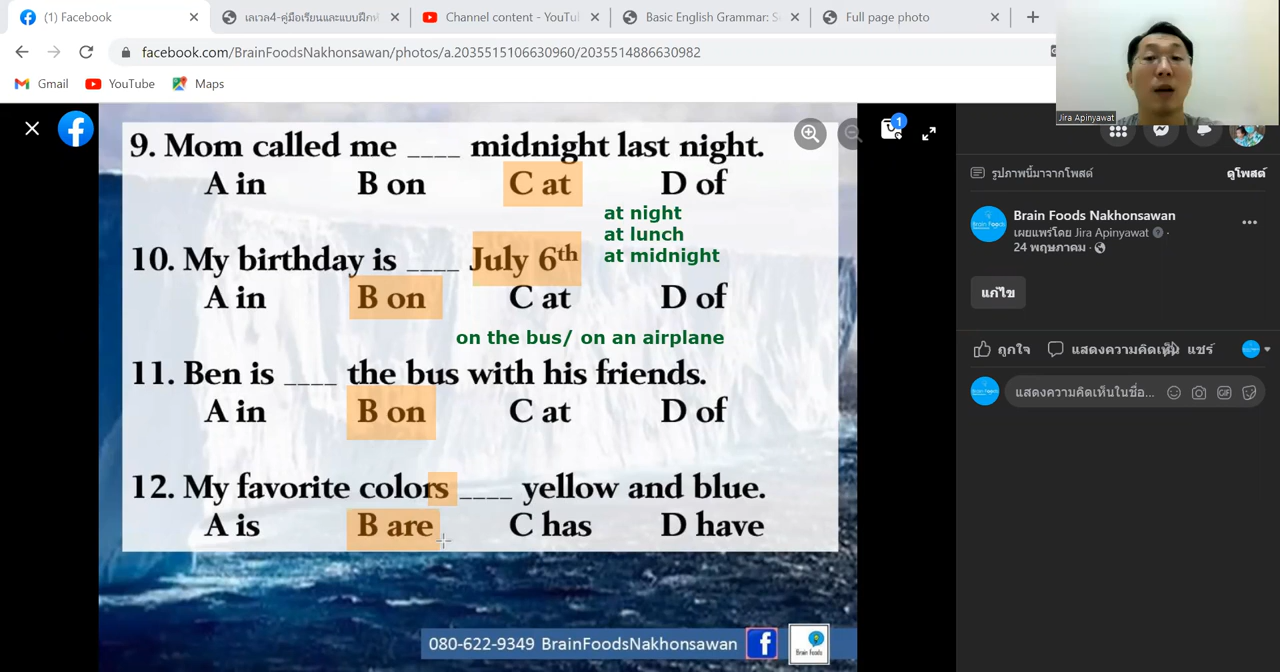 (1) Facebook
เลเวล4-คู่มือเรียนและแบบฝึกหั
Channel content - YouTu
Basic English Grammar: Se
Full page photo
facebook.com/BrainFoodsNakhonsawan/photos/a.2035515106630960/2035514886630982
Gmail
YouTube
Maps
Jira Apinyawat
1
9. Mom called me ____ midnight last night.
A in B on C at D of
at night
at lunch
at midnight
10. My birthday is ____ July 6th
A in B on C at D of
on the bus/ on an airplane
11. Ben is ____ the bus with his friends.
A in B on C at D of
12. My favorite colors ____ yellow and blue.
A is B are C has D have
080-622-9349 BrainFoodsNakhonsawan
Brain Foods
รูปภาพนี้มาจากโพสต์
ดูโพสต์
Brain Foods Nakhonsawan
เผยแพร่โดย Jira Apinyawat
24 พฤษภาคม
แก้ไข
ถูกใจ
แสดงความคิดเห็น
แชร์
แสดงความคิดเห็นในชื่อ...